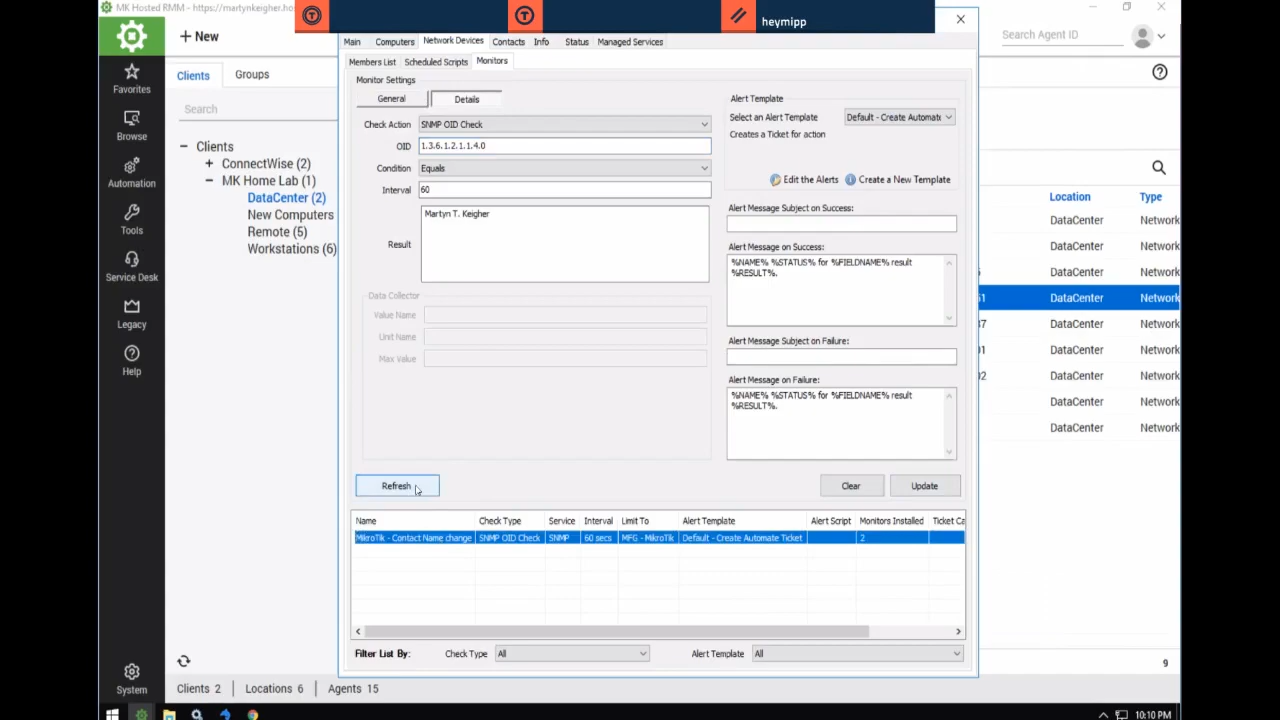 MK Hosted RMM - https://martynkeigher.ho
heymipp
+ New
Search Agent ID
Favorites
Browse
Automation
Tools
Service Desk
Legacy
Help
System
Clients
Groups
Search
Clients
ConnectWise (2)
MK Home Lab (1)
DataCenter (2)
New Computers
Remote (5)
Workstations (6)
Main
Computers
Network Devices
Contacts
Info
Status
Managed Services
Members List
Scheduled Scripts
Monitors
Monitor Settings
General
Details
Check Action
SNMP OID Check
OID
1.3.6.1.2.1.1.4.0
Condition
Equals
Interval
60
Result
Martyn T. Keigher
Data Collector
Value Name
Unit Name
Max Value
Alert Template
Select an Alert Template
Default - Create Automate
Creates a Ticket for action
Edit the Alerts
Create a New Template
Alert Message Subject on Success:
Alert Message on Success:
%NAME% %STATUS% for %FIELDNAME% result
%RESULT%.
Alert Message Subject on Failure:
Alert Message on Failure:
%NAME% %STATUS% for %FIELDNAME% result
%RESULT%.
Refresh
Clear
Update
Name Check Type Service Interval Limit To Alert Template Alert Script Monitors Installed Ticket Ca
MikroTik - Contact Name change SNMP OID Check SNMP 60 secs MFG - MikroTik Default - Create Automate Ticket 2
Filter List By:
Check Type
All
Alert Template
All
Location Type
DataCenter Network
DataCenter Network
DataCenter Network
51 DataCenter Network
37 DataCenter Network
01 DataCenter Network
02 DataCenter Network
DataCenter Network
DataCenter Network
9
Clients 2
Locations 6
Agents 15
10:10 PM